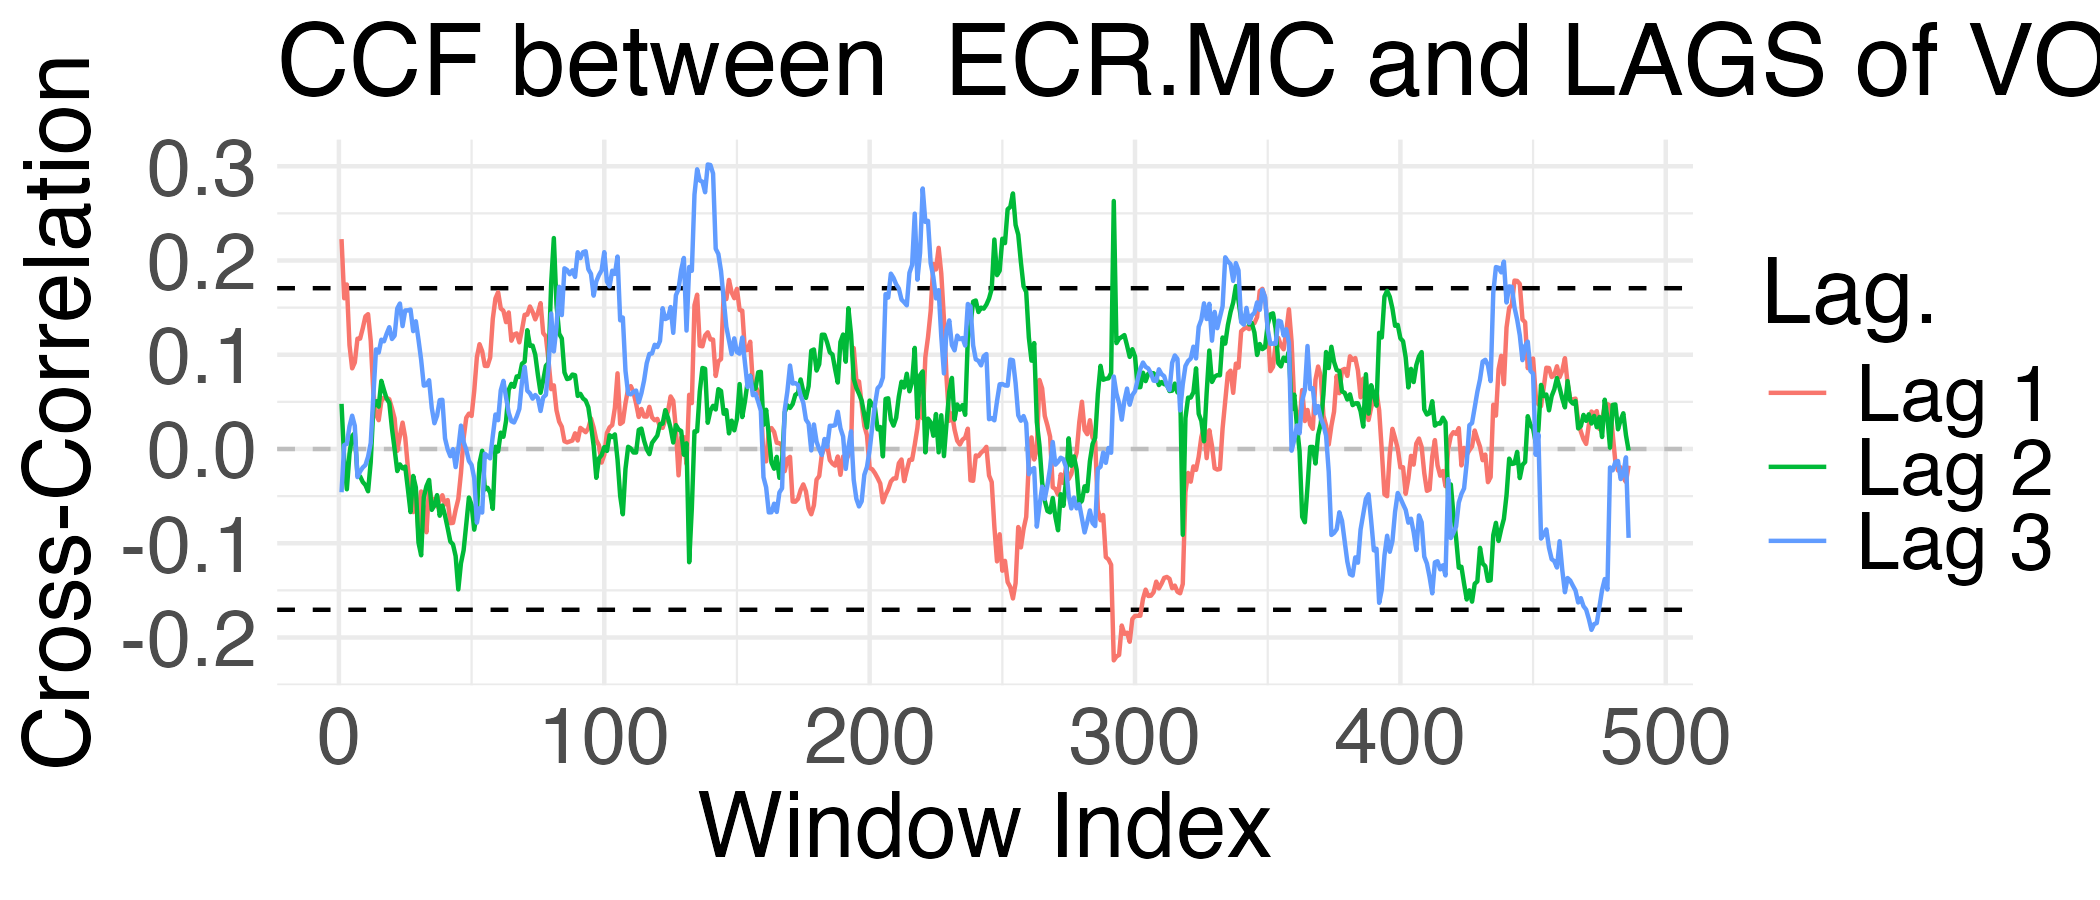 CCF between ECR.MC and LAGS of VO
Cross-Correlation
0.3
0.2
0.1
0.0
-0.1
-0.2
0
100
200
300
400
500
Window Index
Lag.
Lag 1
Lag 2
Lag 3